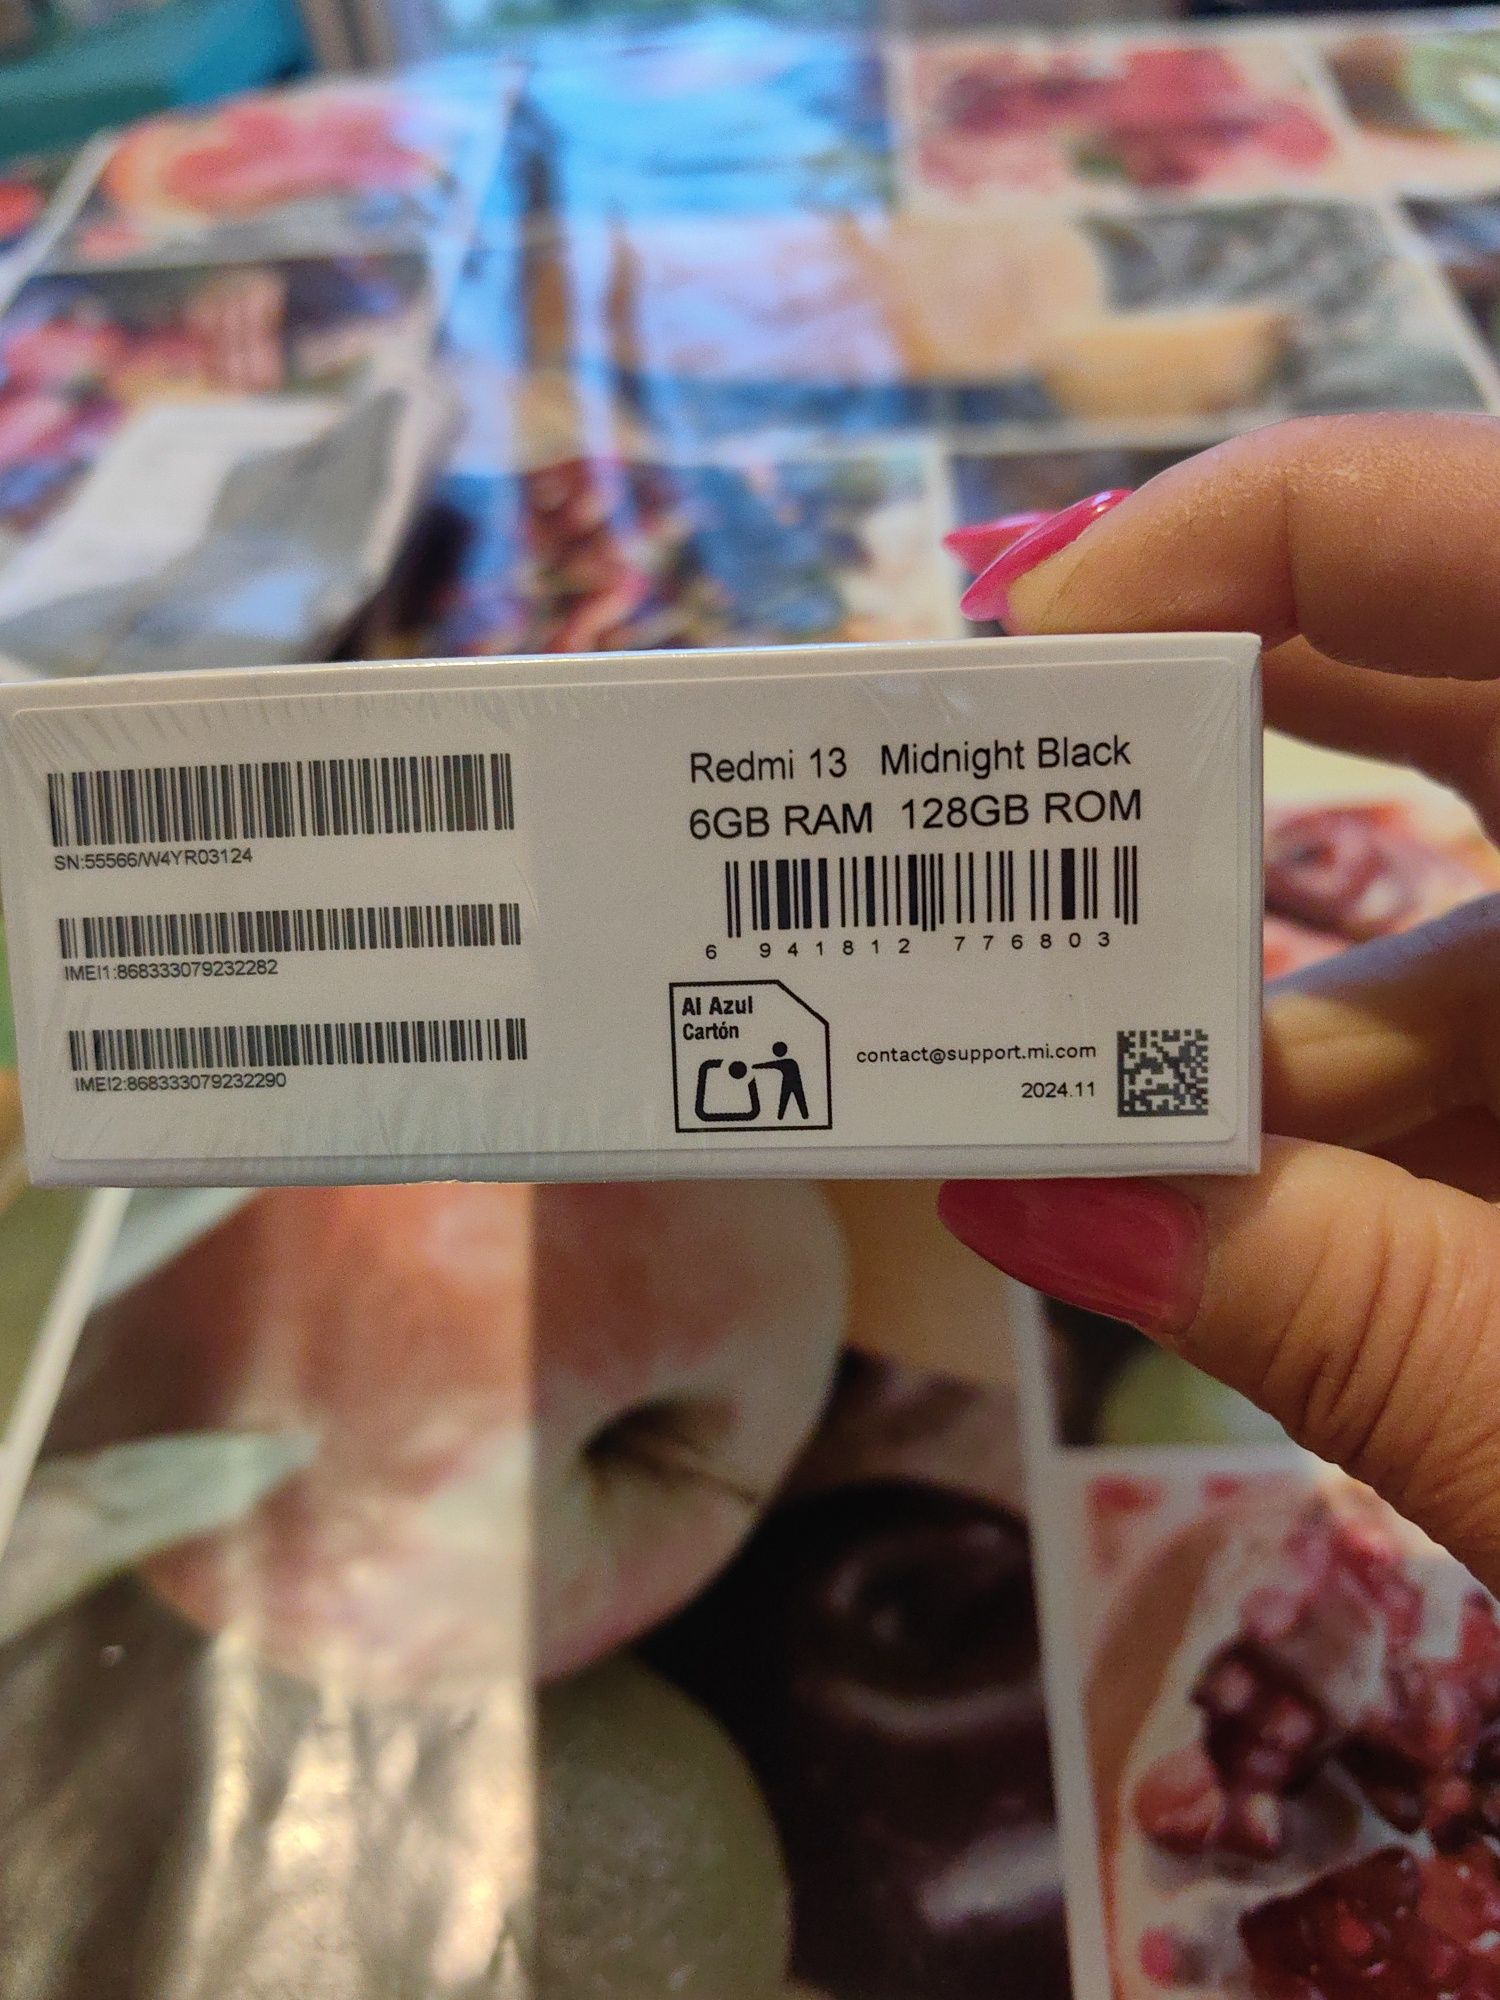 SN:55566/W4YR03124
IMEI1:868333079232282
IMEI2:868333079232290
Redmi 13 Midnight Black
6GB RAM 128GB ROM
6 941812 776803
Al Azul
Cartón
contact@support.mi.com
2024.11